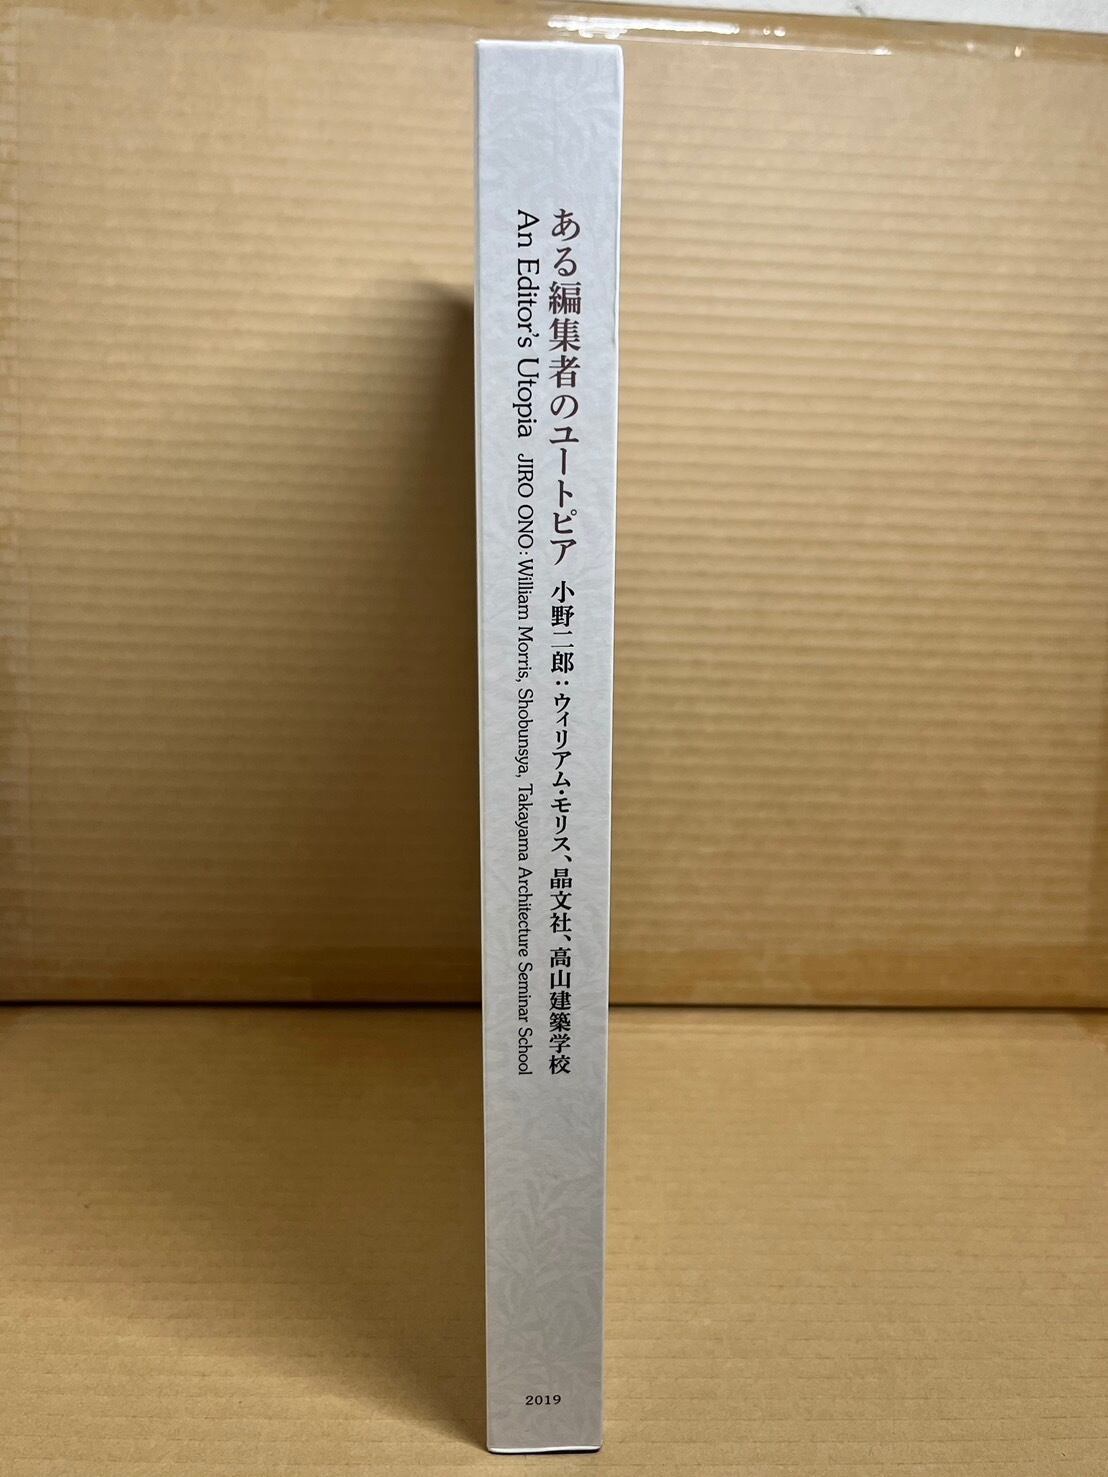 ある編集者のユートピア 小野二郎：ウィリアム・モリス、晶文社、高山建築学校
An Editor's Utopia JIRO ONO: William Morris, Shobunsya, Takayama Architecture Seminar School
2019